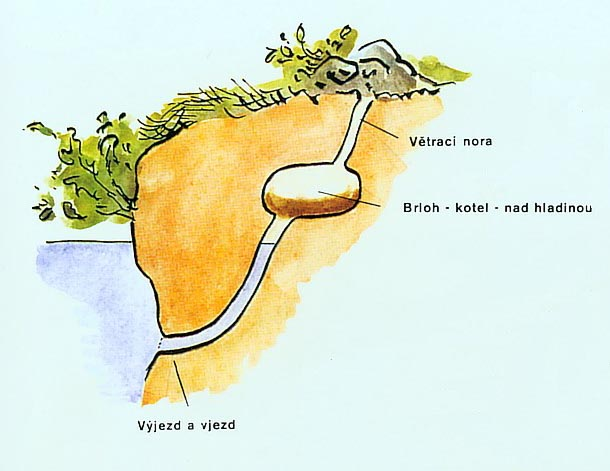 Větraci nora
Brloh - kotel - nad hladinou
Výjezd a vjezd